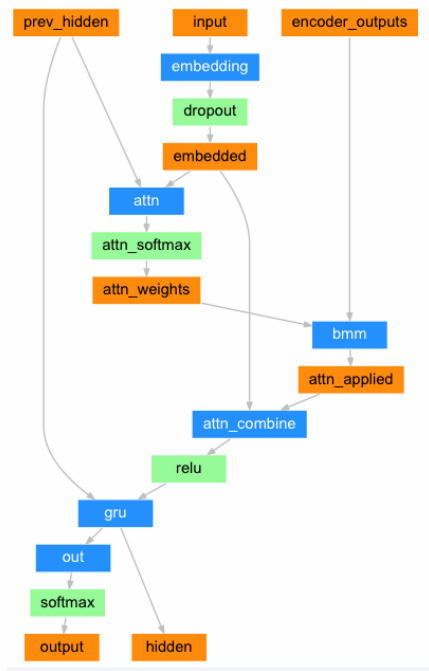 prev_hidden
input
encoder_outputs
embedding
dropout
embedded
attn
attn_softmax
attn_weights
bmm
attn_applied
attn_combine
relu
gru
out
softmax
output
hidden